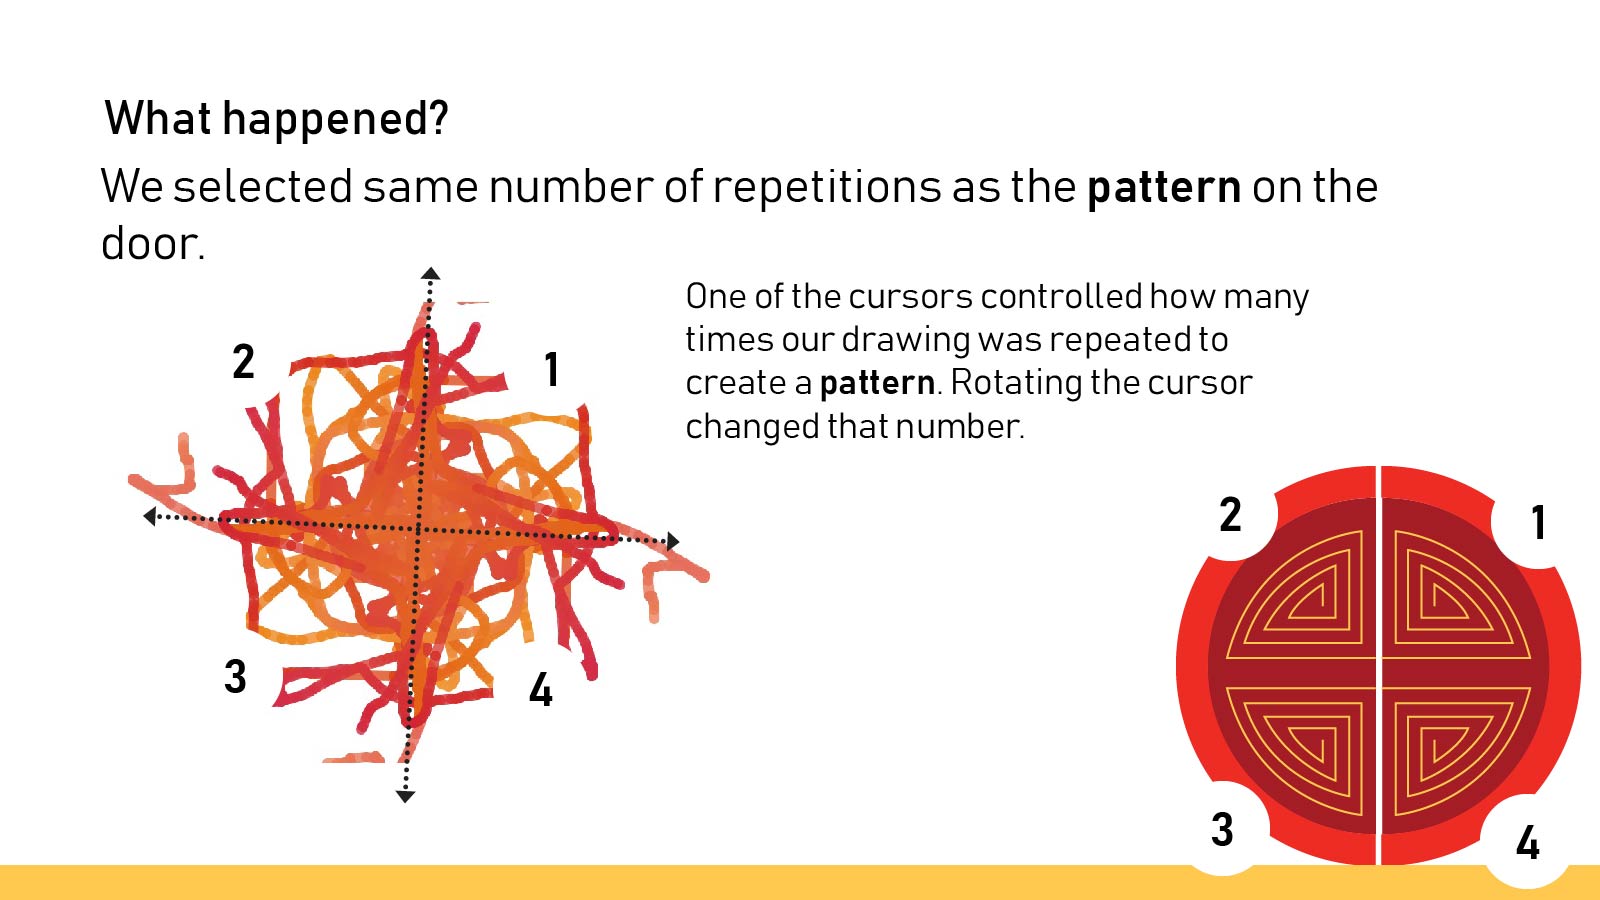 What happened?
We selected same number of repetitions as the pattern on the
door.
One of the cursors controlled how many
times our drawing was repeated to
create a pattern. Rotating the cursor
changed that number.
2
1
3
4
2
1
3
4